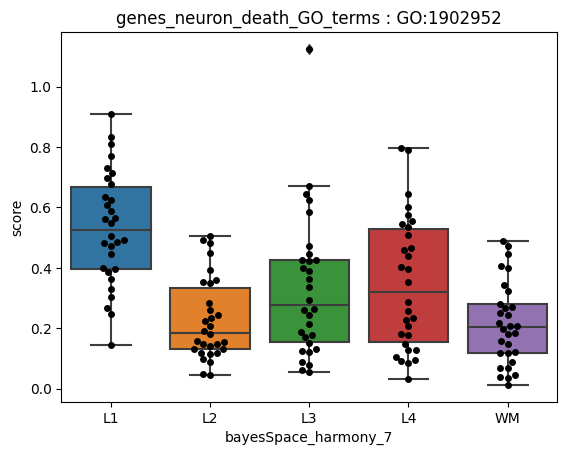 genes_neuron_death_GO_terms : GO:1902952
score
1.0
0.8
0.6
0.4
0.2
0.0
L1 L2 L3 L4 WM
bayesSpace_harmony_7